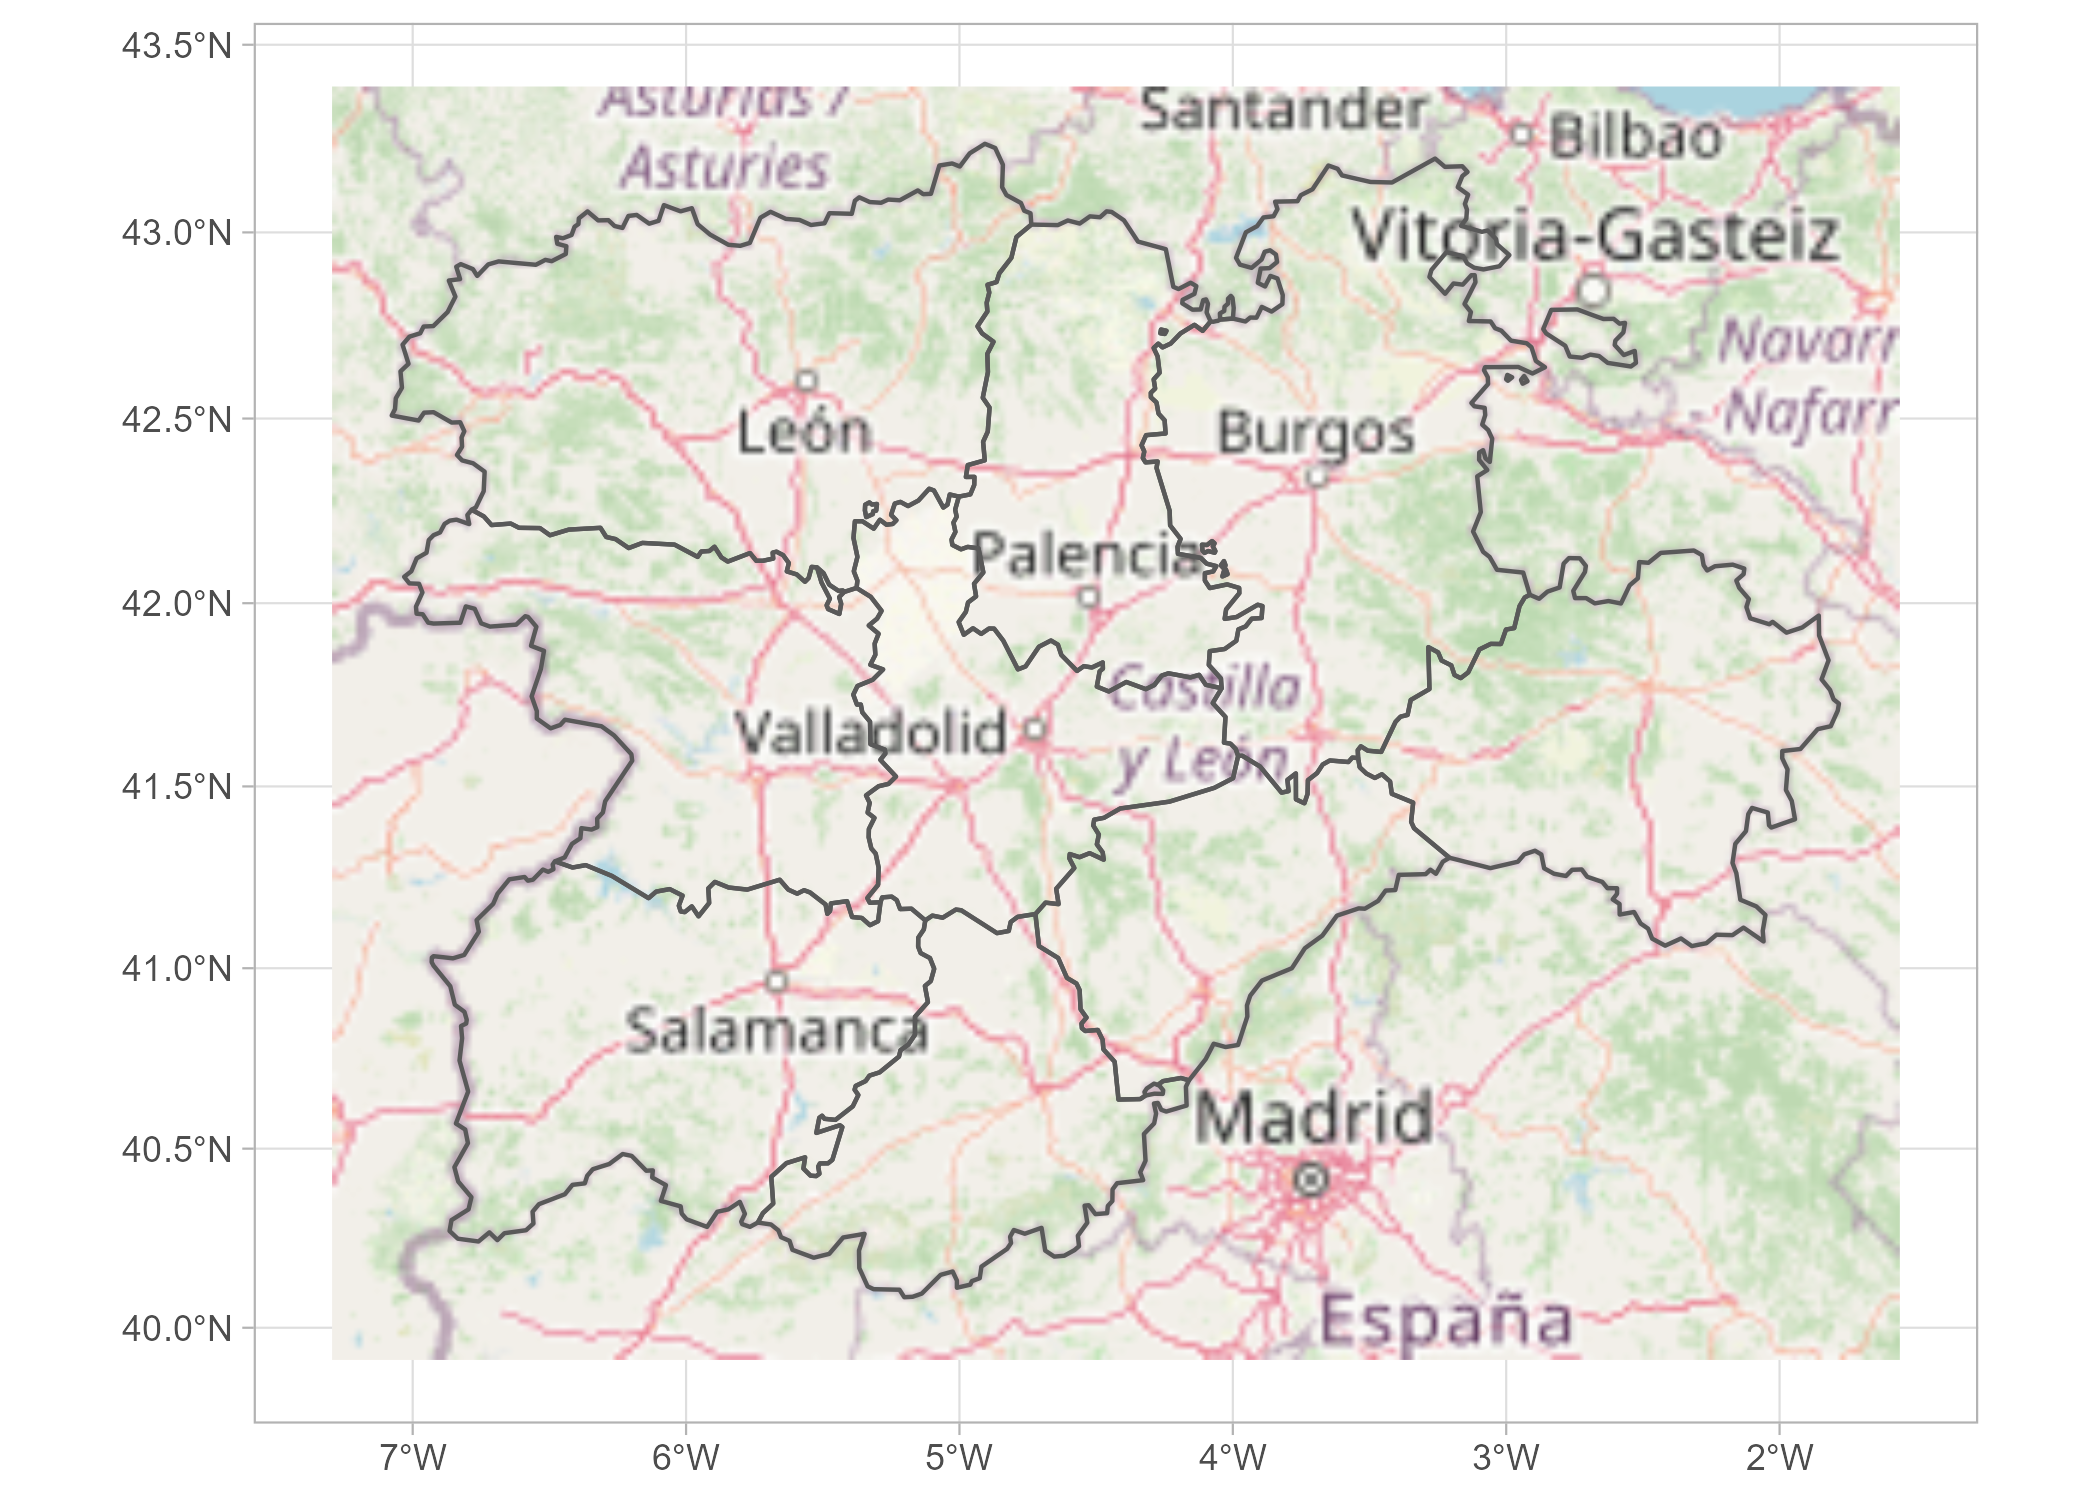 43.5°N
Asturias /
Asturies
Santander
Bilbao
43.0°N
Vitoria-Gasteiz
Navarr
- Nafarr
42.5°N
León
Burgos
Palencia
42.0°N
Castilla
y León
Valladolid
41.5°N
41.0°N
Salamanca
Madrid
40.5°N
España
40.0°N
7°W 6°W 5°W 4°W 3°W 2°W